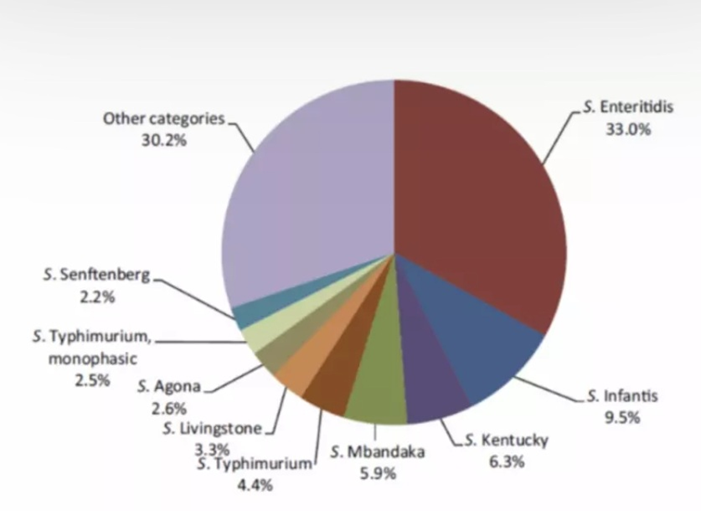 S. Enteritidis
33.0%
S. Infantis
9.5%
S. Kentucky
6.3%
S. Mbandaka
5.9%
S. Typhimurium
4.4%
S. Livingstone
3.3%
S. Agona
2.6%
S. Typhimurium,
monophasic
2.5%
S. Senftenberg
2.2%
Other categories
30.2%